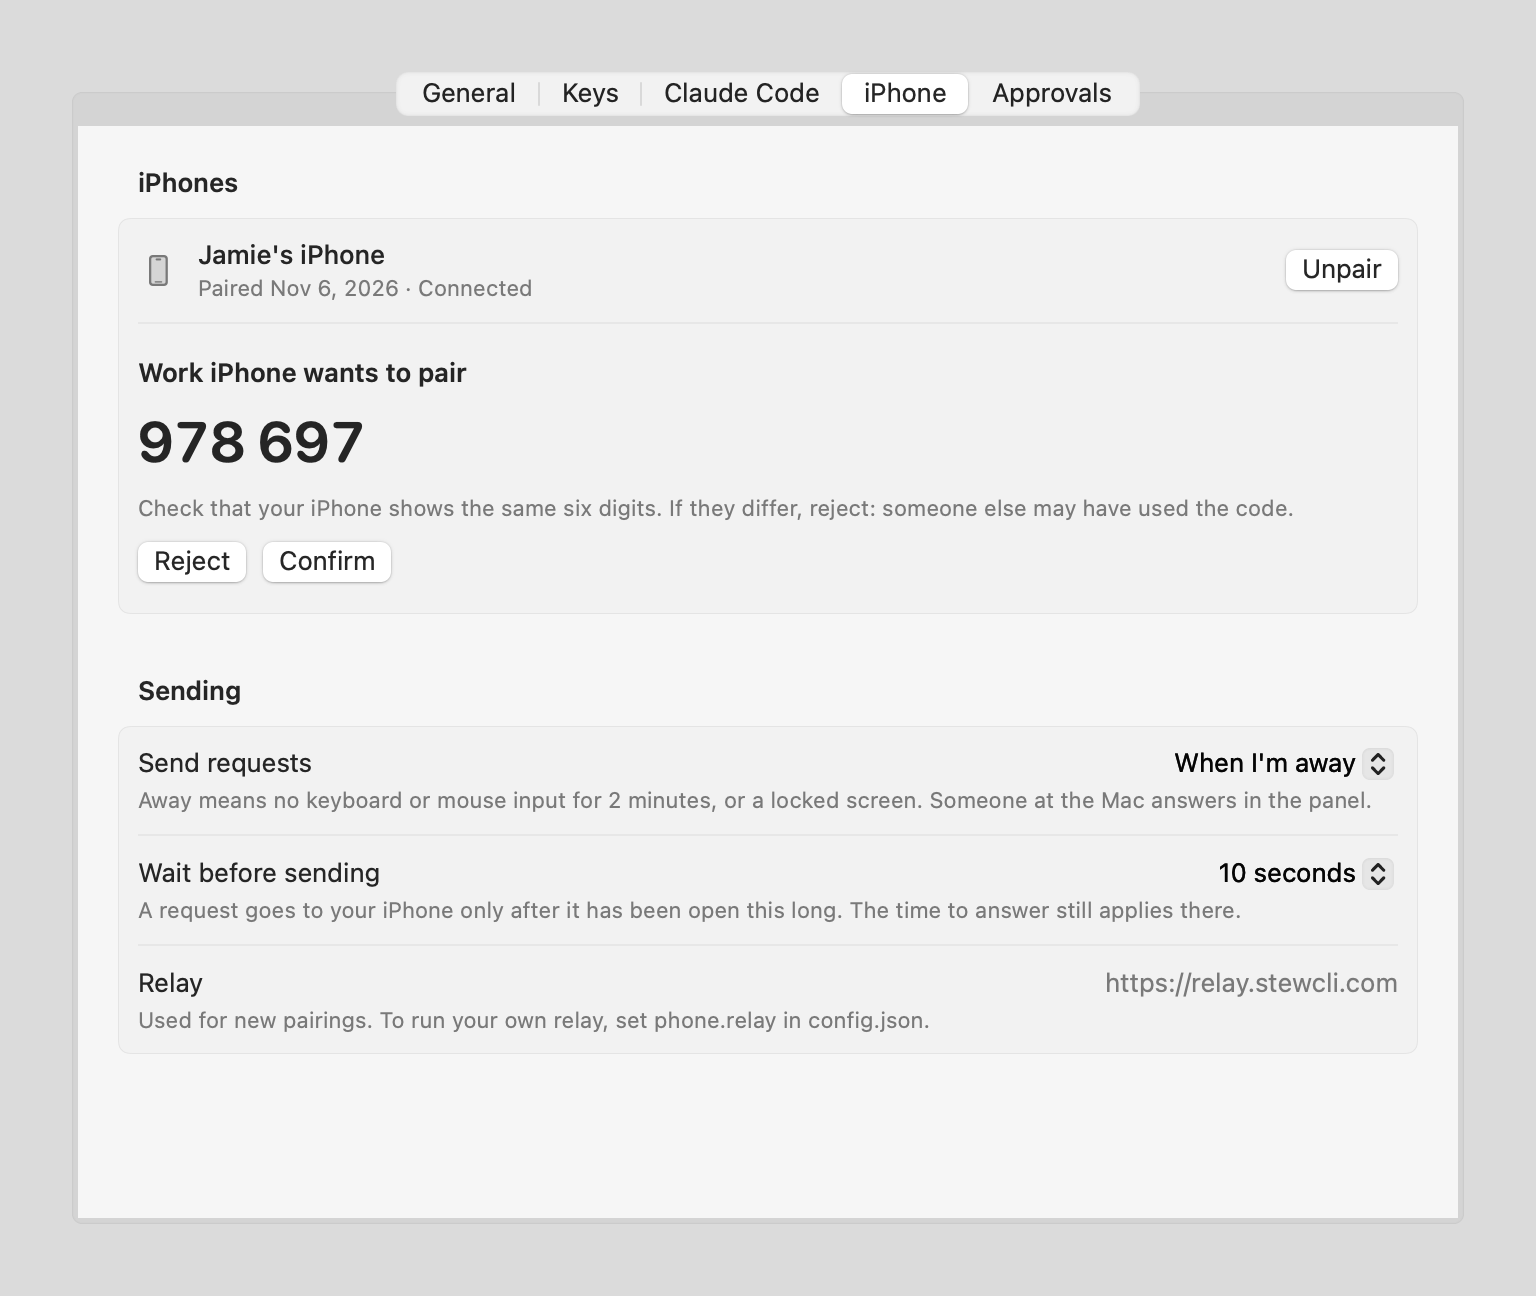 General
Keys
Claude Code
iPhone
Approvals
iPhones
Jamie's iPhone
Paired Nov 6, 2026 · Connected
Unpair
Work iPhone wants to pair
978 697
Check that your iPhone shows the same six digits. If they differ, reject: someone else may have used the code.
Reject
Confirm
Sending
Send requests
When I'm away
Away means no keyboard or mouse input for 2 minutes, or a locked screen. Someone at the Mac answers in the panel.
Wait before sending
10 seconds
A request goes to your iPhone only after it has been open this long. The time to answer still applies there.
Relay
https://relay.stewcli.com
Used for new pairings. To run your own relay, set phone.relay in config.json.